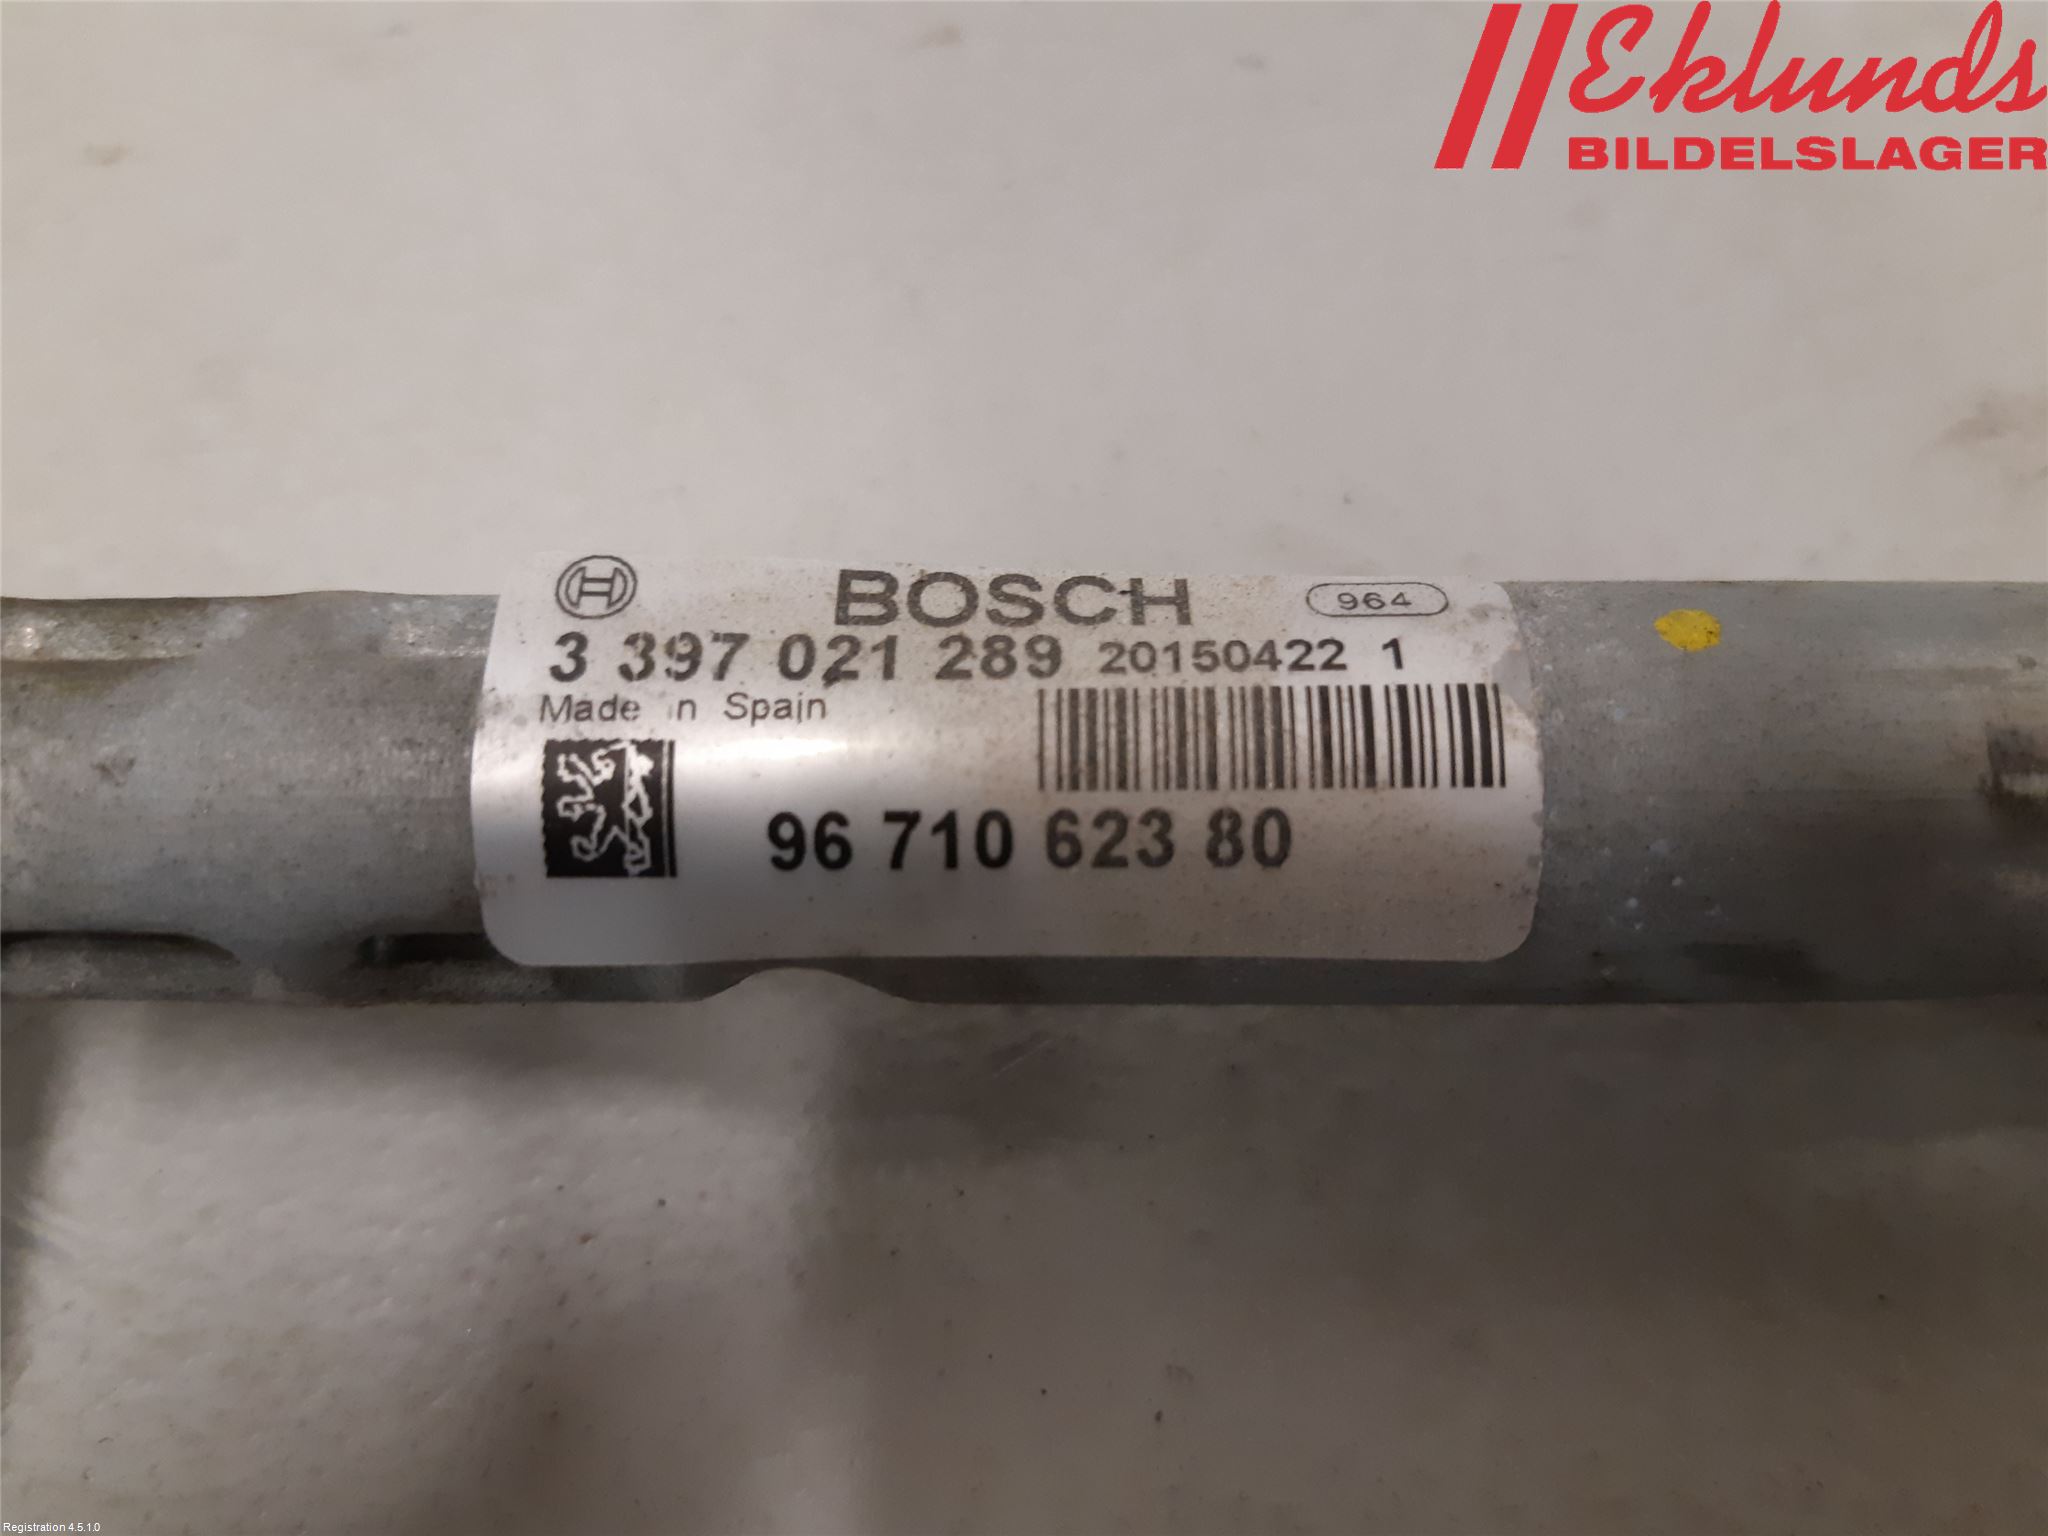 Eklunds
BILDELSLAGER
BOSCH 964
3 397 021 289 20150422 1
Made in Spain
96 710 623 80
Registration 4.5.1.0